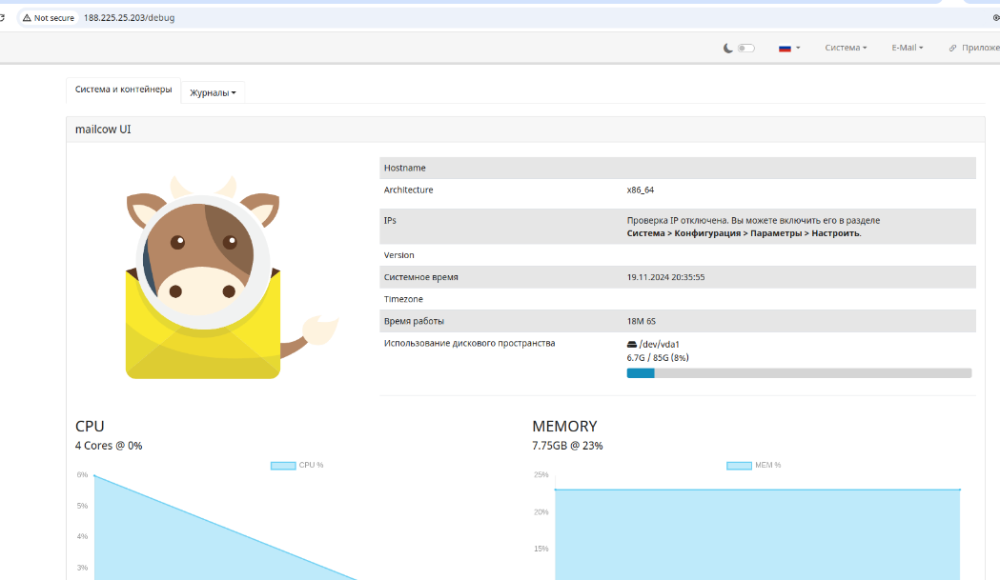 Not secure 188.225.25.203/debug
Система E-Mail Приложе
Система и контейнеры Журналы
mailcow UI
Hostname
Architecture x86_64
IPs Проверка IP отключена. Вы можете включить его в разделе
Система > Конфигурация > Параметры > Настроить.
Version
Системное время 19.11.2024 20:35:55
Timezone
Время работы 18M 6S
Использование дискового пространства /dev/vda1
6.7G / 85G (8%)
CPU MEMORY
4 Cores @ 0% 7.75GB @ 23%
CPU % MEM %
6% 25%
5%
20%
4%
15%
3%